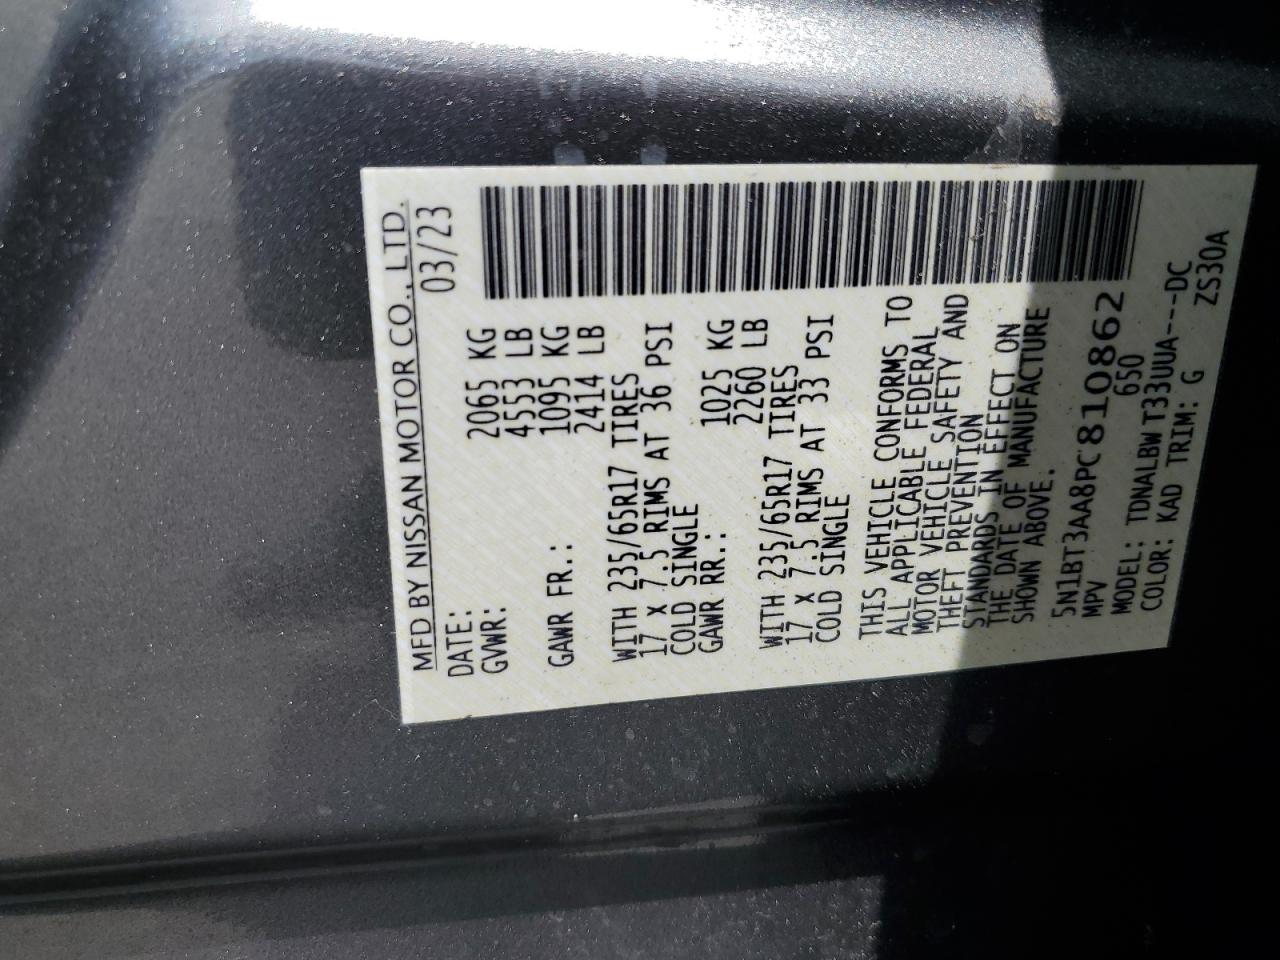 MFD BY NISSAN MOTOR CO., LTD.
DATE: 03/23
GVWR: 2065 KG
4553 LB
GAWR FR.: 1095 KG
2414 LB
WITH 235/65R17 TIRES
17 X 7.5 RIMS AT 36 PSI
COLD SINGLE
GAWR RR.: 1025 KG
2260 LB
WITH 235/65R17 TIRES
17 X 7.5 RIMS AT 33 PSI
COLD SINGLE
THIS VEHICLE CONFORMS TO
ALL APPLICABLE FEDERAL
MOTOR VEHICLE SAFETY AND
THEFT PREVENTION
STANDARDS IN EFFECT ON
THE DATE OF MANUFACTURE
SHOWN ABOVE.
5N1BT3AA8PC810862
MPV 650
MODEL: TDNALBW T33UUA---DC
COLOR: KAD TRIM: G ZS30A